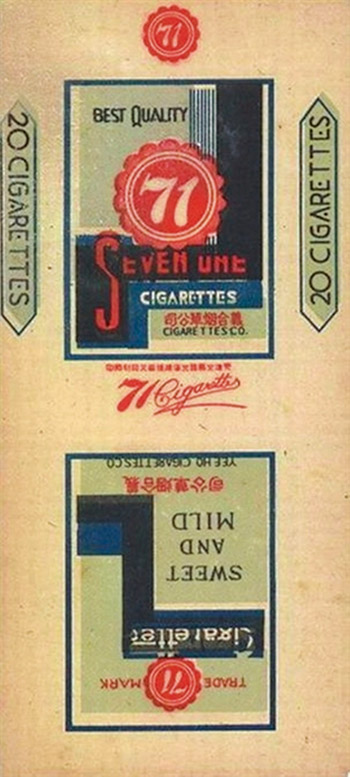 71
BEST QUALITY
71
SEVEN ONE
CIGARETTES
司公草烟合義
CIGARETTES CO.
20 CIGARETTES
20 CIGARETTES
71 Cigarettes
TRADE MARK
71
Cigarettes
SWEET
AND
MILD
司公草烟合義
YEE HO CIGARETTES CO